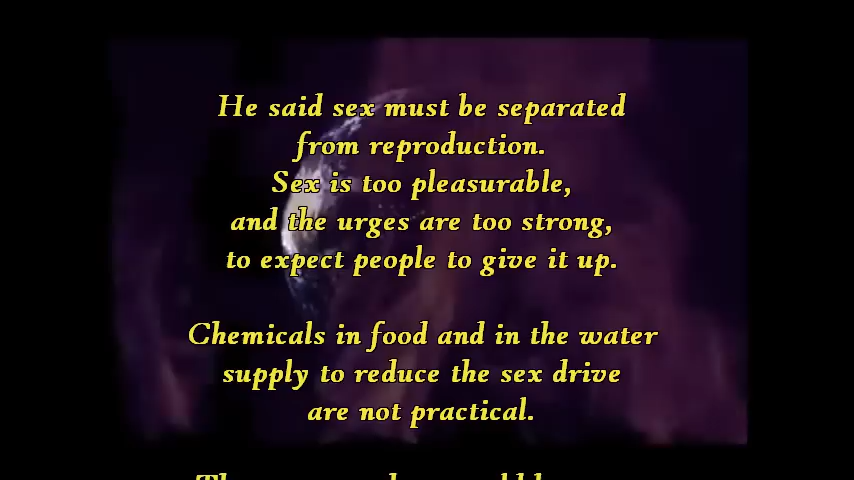 He said sex must be separated
from reproduction.
Sex is too pleasurable,
and the urges are too strong,
to expect people to give it up.
Chemicals in food and in the water
supply to reduce the sex drive
are not practical.